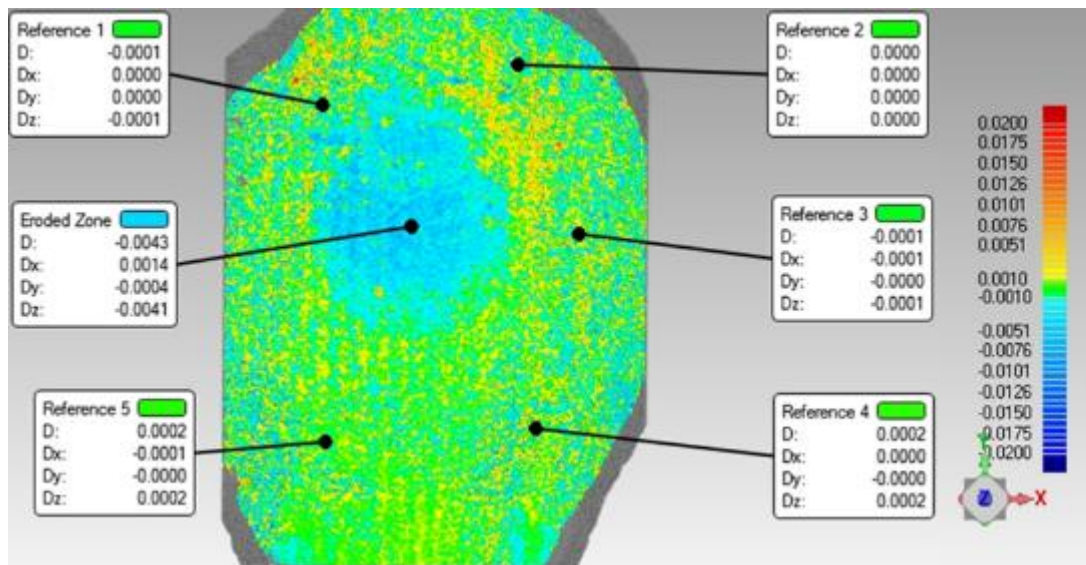 Reference 1
D: -0.0001
Dx: 0.0000
Dy: 0.0000
Dz: -0.0001
Reference 2
D: 0.0000
Dx: 0.0000
Dy: 0.0000
Dz: 0.0000
Eroded Zone
D: -0.0043
Dx: 0.0014
Dy: -0.0004
Dz: -0.0041
Reference 3
D: -0.0001
Dx: -0.0001
Dy: -0.0000
Dz: -0.0001
Reference 5
D: 0.0002
Dx: -0.0001
Dy: -0.0000
Dz: 0.0002
Reference 4
D: 0.0002
Dx: 0.0000
Dy: -0.0000
Dz: 0.0002
0.0200
0.0175
0.0150
0.0126
0.0101
0.0076
0.0051
0.0010
-0.0010
-0.0051
-0.0076
-0.0101
-0.0126
-0.0150
-0.0175
-0.0200
Y
Z
X